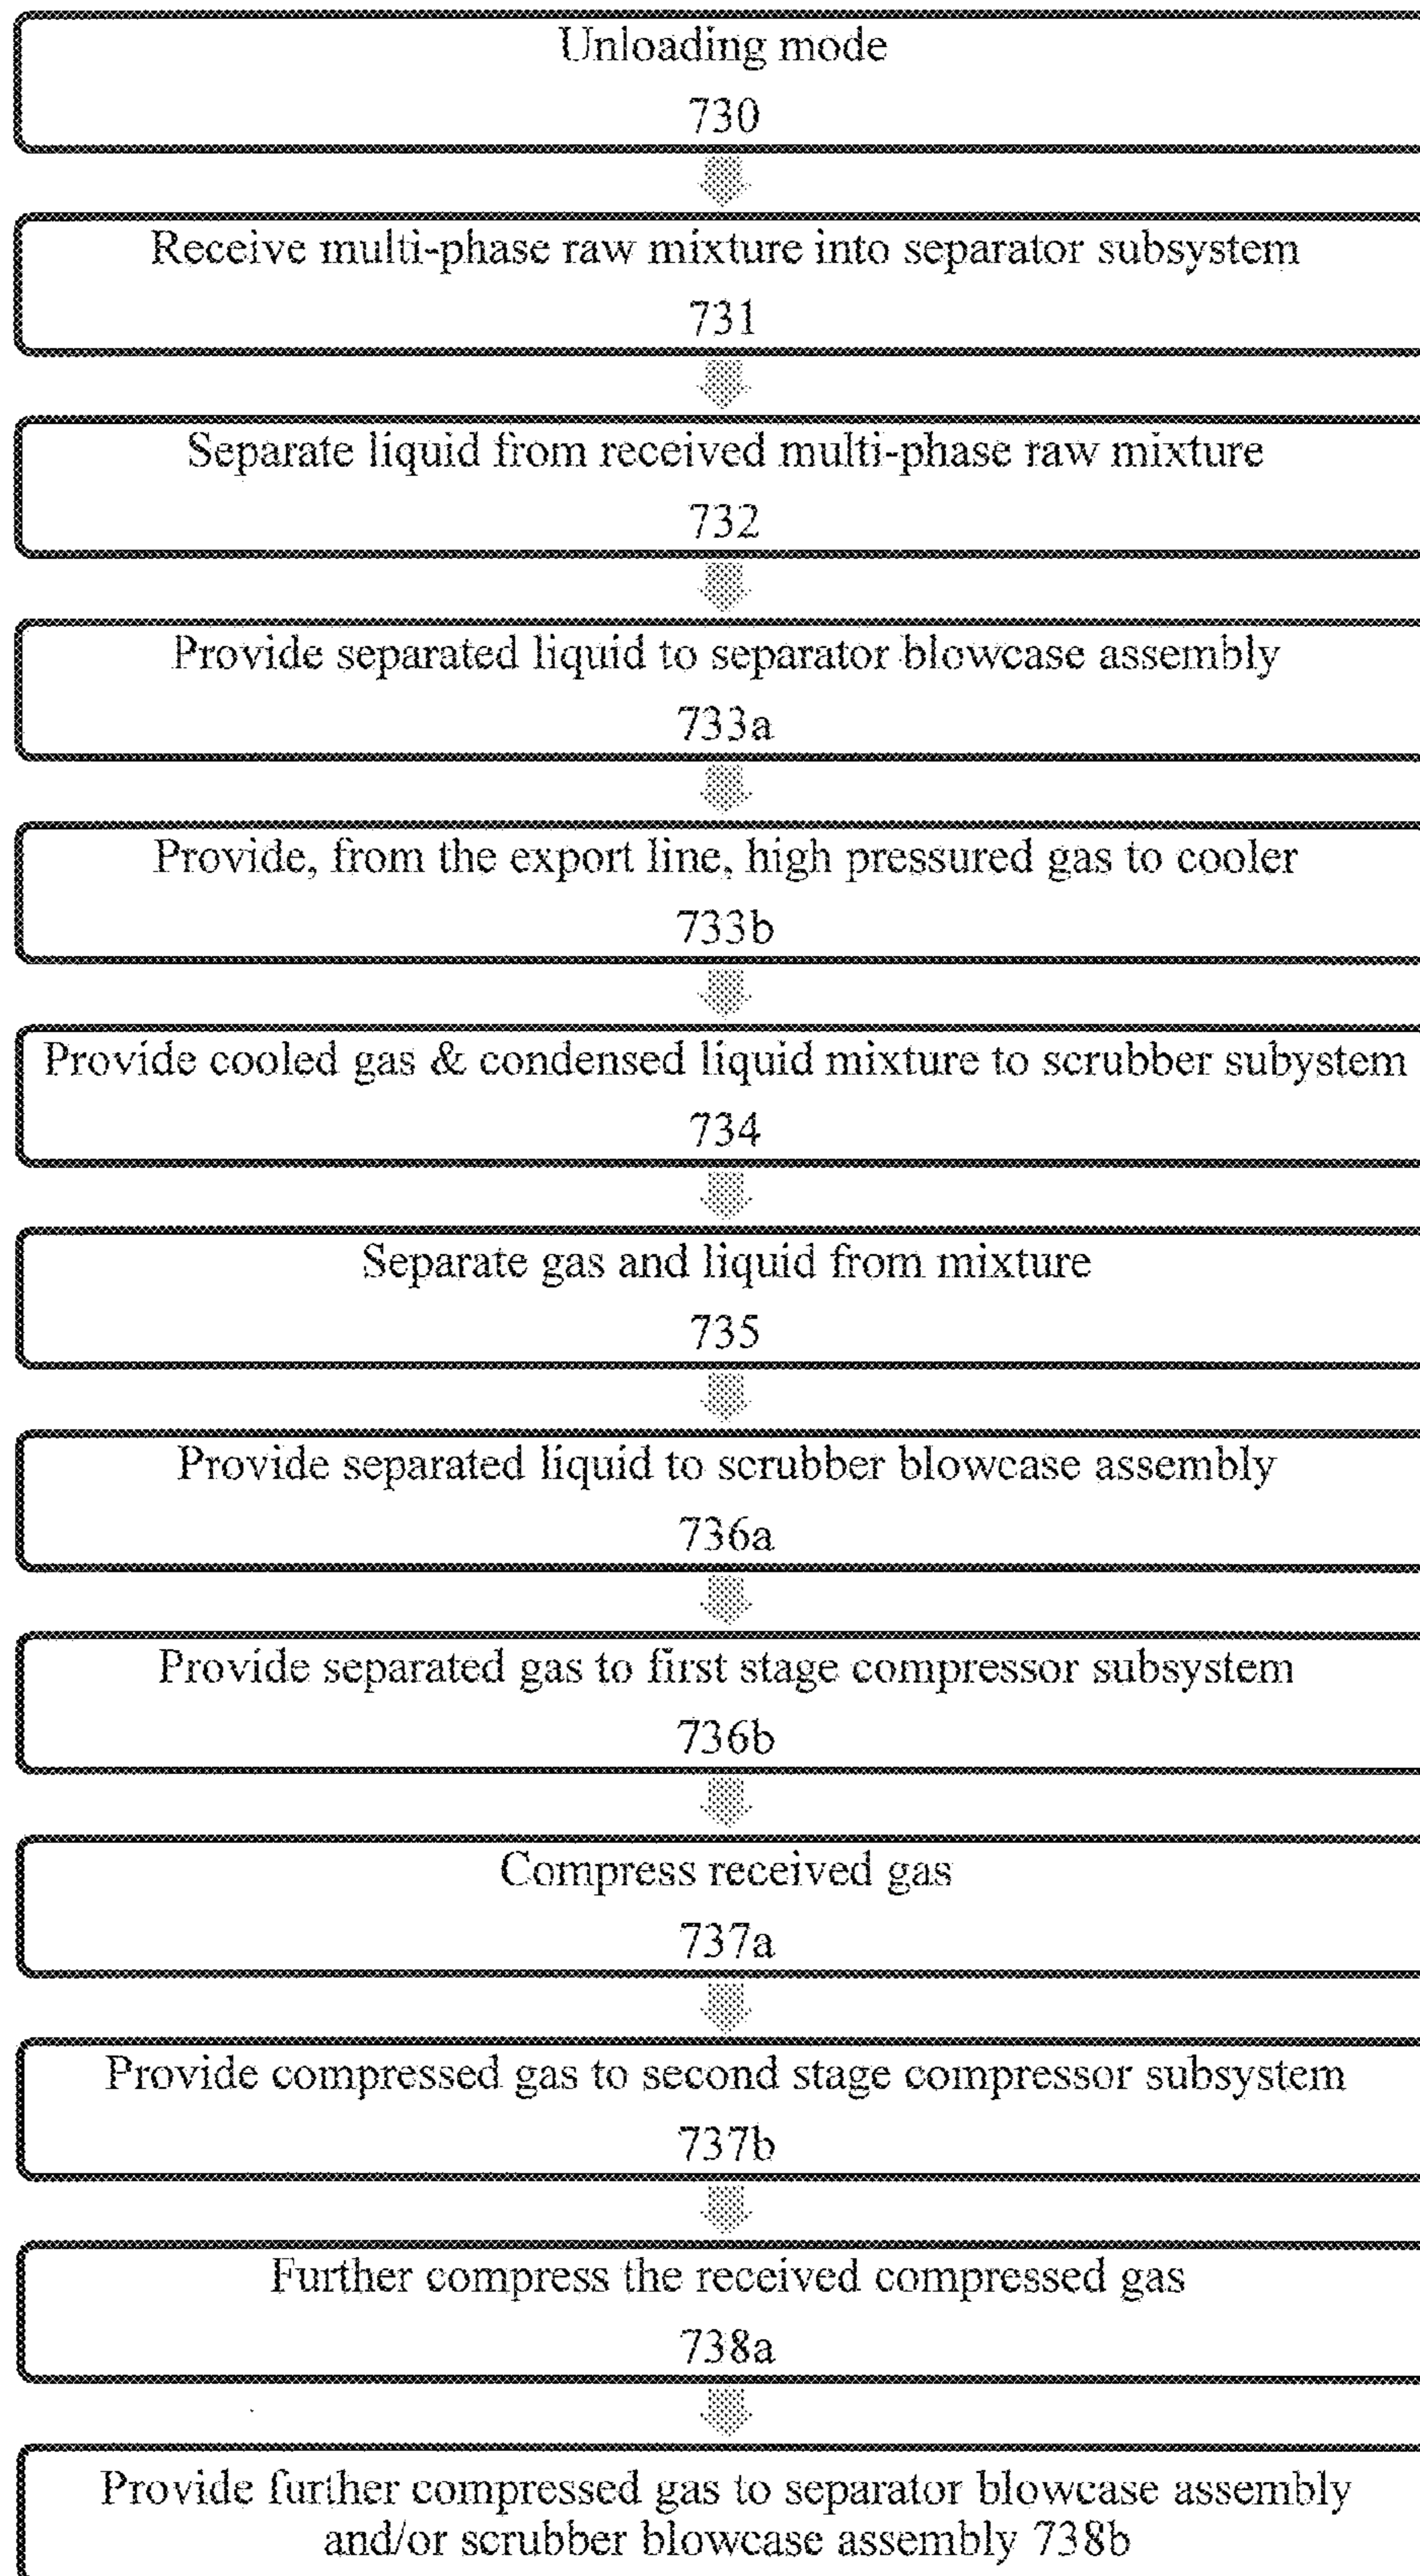 Unloading mode
730
Receive multi-phase raw mixture into separator subsystem
731
Separate liquid from received multi-phase raw mixture
732
Provide separated liquid to separator blowcase assembly
733a
Provide, from the export line, high pressured gas to cooler
733b
Provide cooled gas & condensed liquid mixture to scrubber subystem
734
Separate gas and liquid from mixture
735
Provide separated liquid to scrubber blowcase assembly
736a
Provide separated gas to first stage compressor subsystem
736b
Compress received gas
737a
Provide compressed gas to second stage compressor subsystem
737b
Further compress the received compressed gas
738a
Provide further compressed gas to separator blowcase assembly
and/or scrubber blowcase assembly 738b